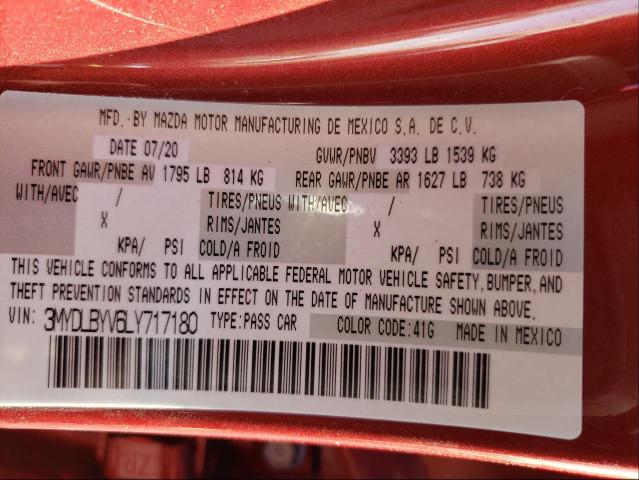 MFD. BY MAZDA MOTOR MANUFACTURING DE MEXICO S.A. DE C.V.
DATE 07/20 GVWR/PNBV 3393 LB 1539 KG
FRONT GAWR/PNBE AV 1795 LB 814 KG REAR GAWR/PNBE AR 1627 LB 738 KG
WITH/AVEC / TIRES/PNEUS WITH/AVEC / TIRES/PNEUS
X RIMS/JANTES X RIMS/JANTES
KPA/ PSI COLD/A FROID KPA/ PSI COLD/A FROID
THIS VEHICLE CONFORMS TO ALL APPLICABLE FEDERAL MOTOR VEHICLE SAFETY, BUMPER, AND
THEFT PREVENTION STANDARDS IN EFFECT ON THE DATE OF MANUFACTURE SHOWN ABOVE.
VIN: 3MYDLBYV6LY717180 TYPE: PASS CAR COLOR CODE: 41G MADE IN MEXICO